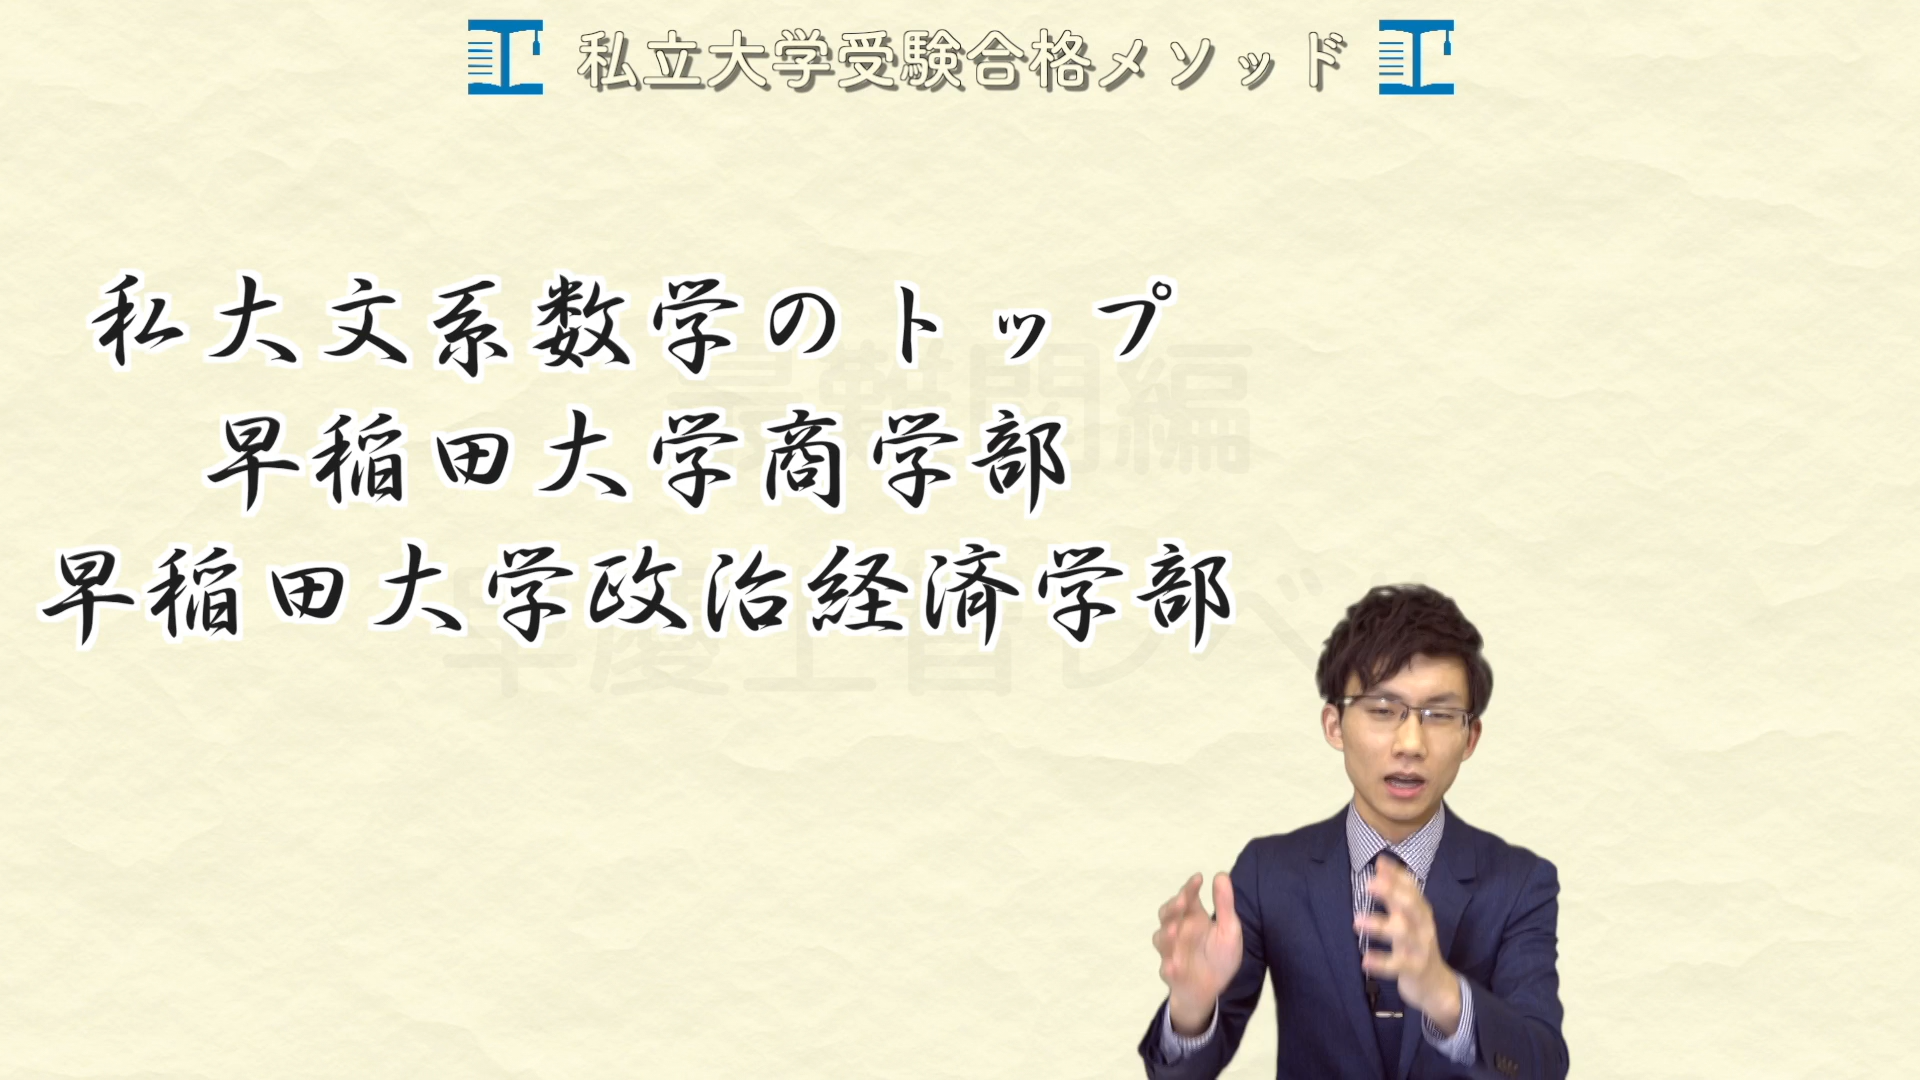 私立大学受験合格メソッド
私大文系数学のトップ
早稲田大学商学部
早稲田大学政治経済学部